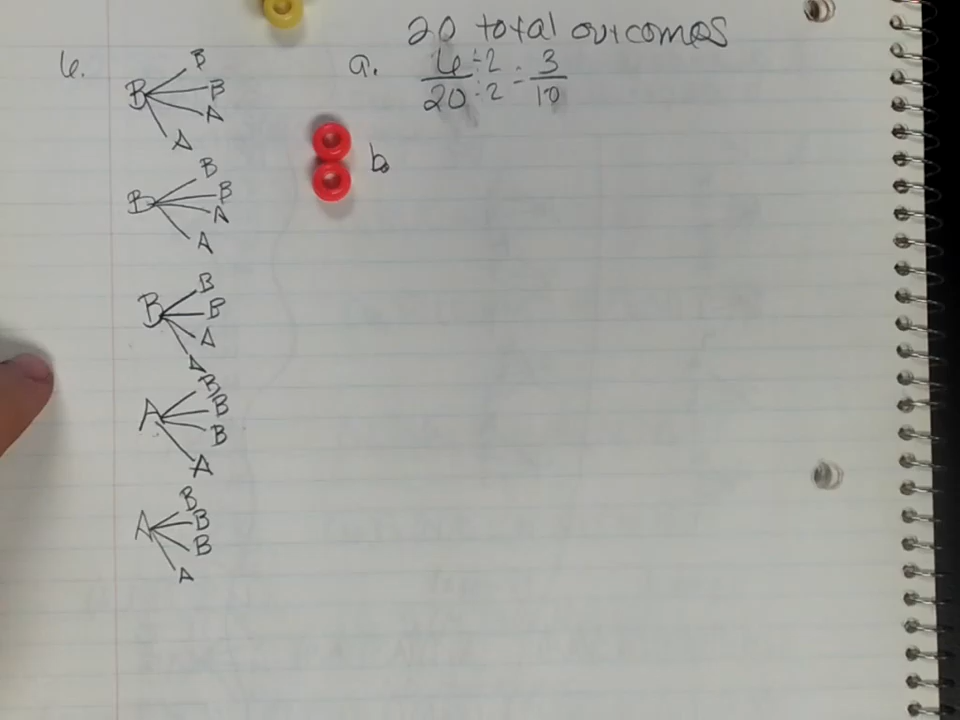 20 total outcomes
6.
a. 6÷2 / 20÷2 = 3/10
b.
B B B A A
B B B A A
B B B A A
A B B B A
A B B B A